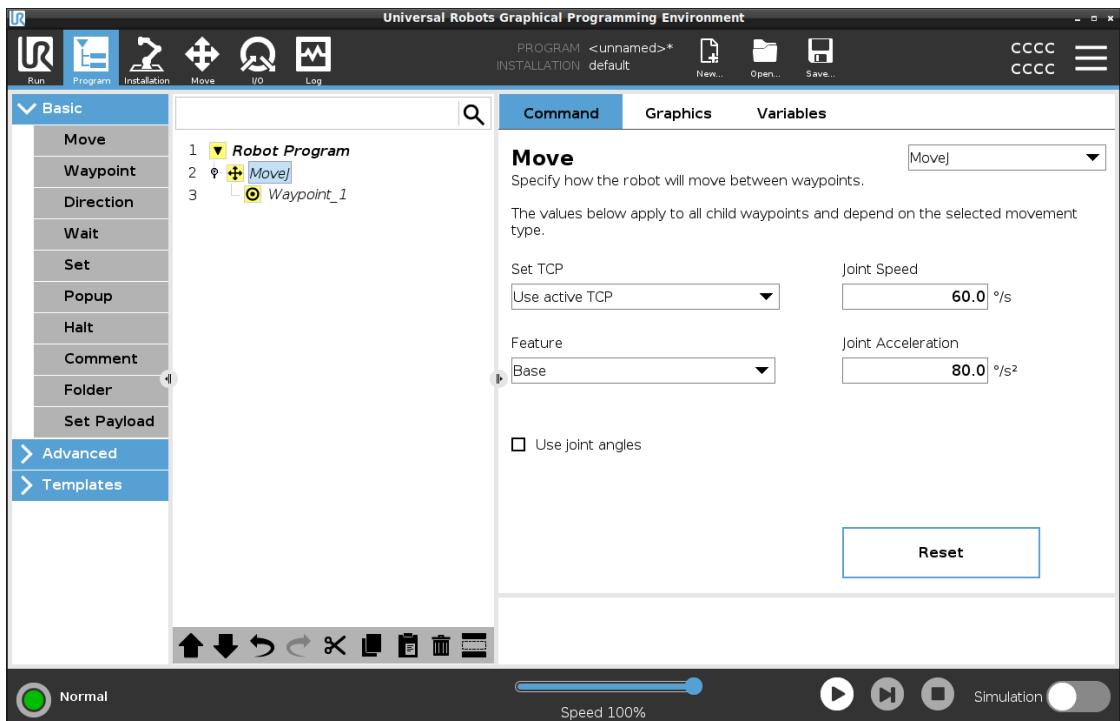 Universal Robots Graphical Programming Environment
UR
Run
Program
Installation
Move
I/O
Log
PROGRAM <unnamed>*
INSTALLATION default
New...
Open...
Save...
CCCC
CCCC
Basic
Move
Waypoint
Direction
Wait
Set
Popup
Halt
Comment
Folder
Set Payload
Advanced
Templates
1 Robot Program
2 MoveJ
3 Waypoint_1
Command Graphics Variables
Move
MoveJ
Specify how the robot will move between waypoints.
The values below apply to all child waypoints and depend on the selected movement
type.
Set TCP
Joint Speed
Use active TCP
60.0 °/s
Feature
Joint Acceleration
Base
80.0 °/s²
Use joint angles
Reset
Normal
Speed 100%
Simulation